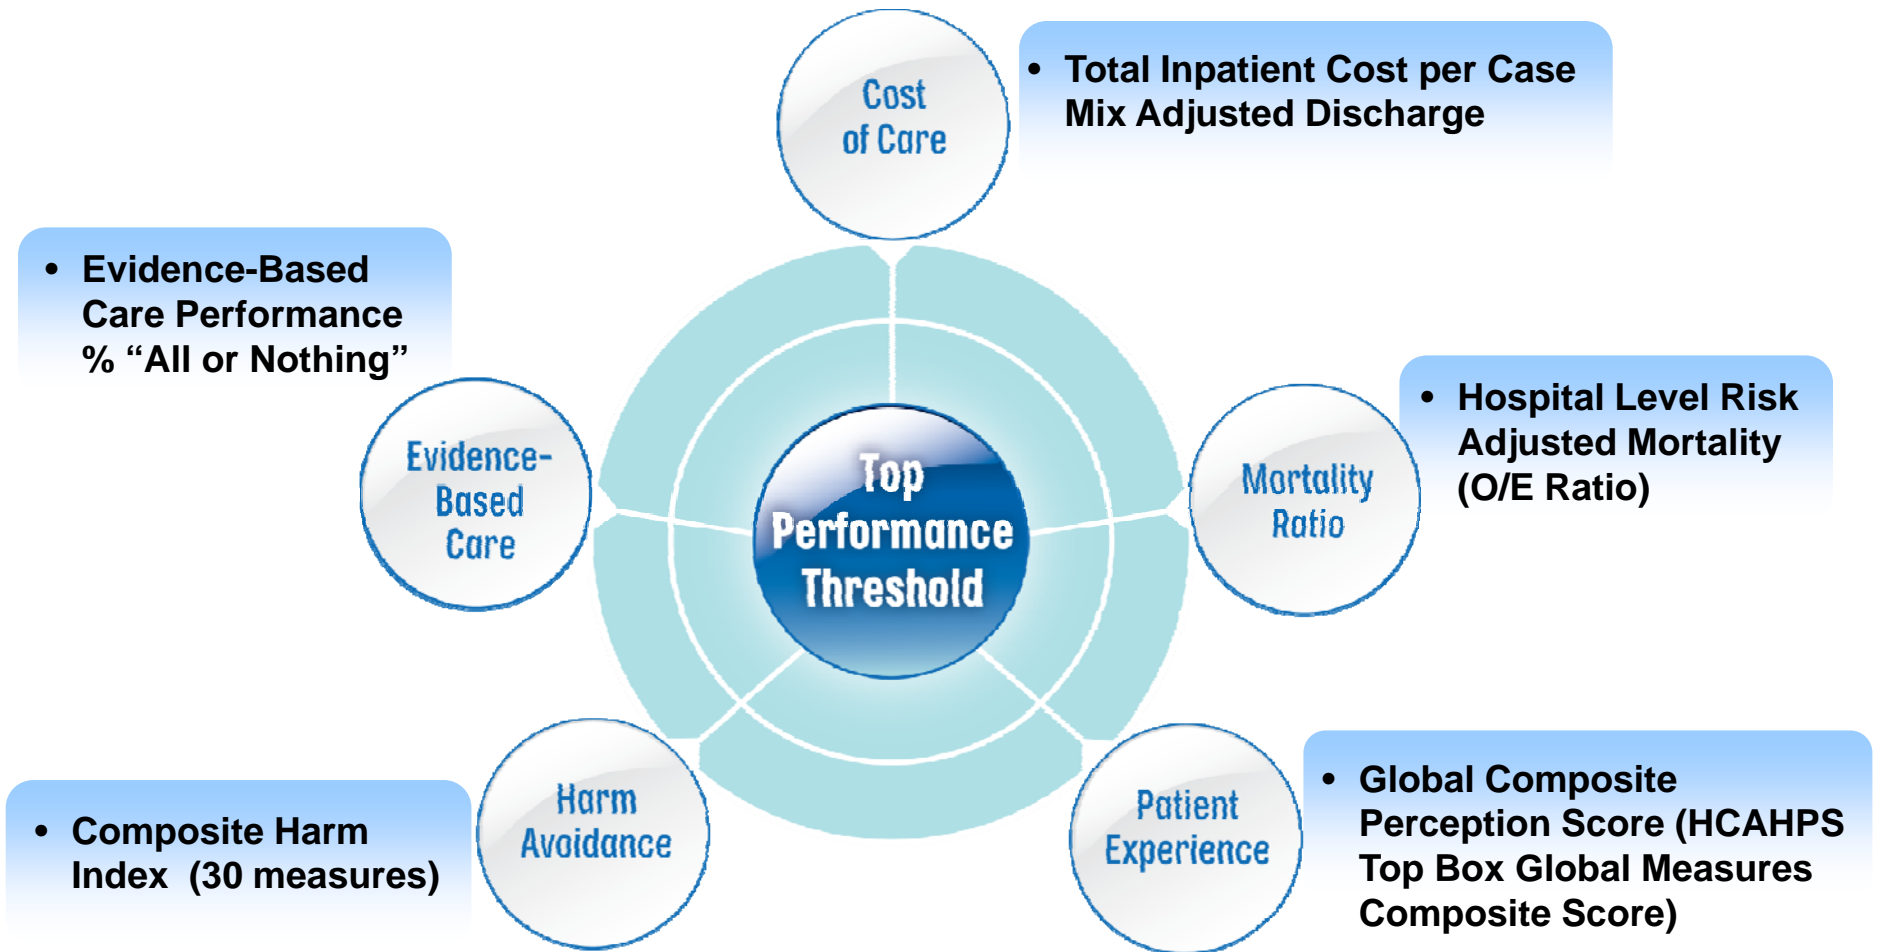 Cost
of Care
• Total Inpatient Cost per Case
Mix Adjusted Discharge
• Evidence-Based
Care Performance
% “All or Nothing”
Evidence-
Based
Care
Top
Performance
Threshold
Mortality
Ratio
• Hospital Level Risk
Adjusted Mortality
(O/E Ratio)
• Composite Harm
Index (30 measures)
Harm
Avoidance
Patient
Experience
• Global Composite
Perception Score (HCAHPS
Top Box Global Measures
Composite Score)